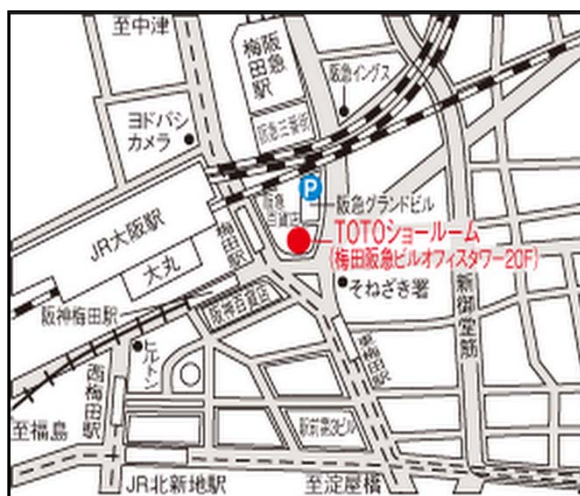 至中津
阪急
梅田駅
阪急イングス
ヨドバシ
カメラ
阪急三番街
P
阪急
百貨店
阪急グランドビル
TOTOショールーム
(梅田阪急ビルオフィスタワー20F)
JR大阪駅
梅田駅
大丸
そねざき署
新御堂筋
阪神梅田駅
阪神百貨店
ヒルトン
東梅田駅
西梅田駅
駅前第3ビル
至福島
JR北新地駅
至淀屋橋